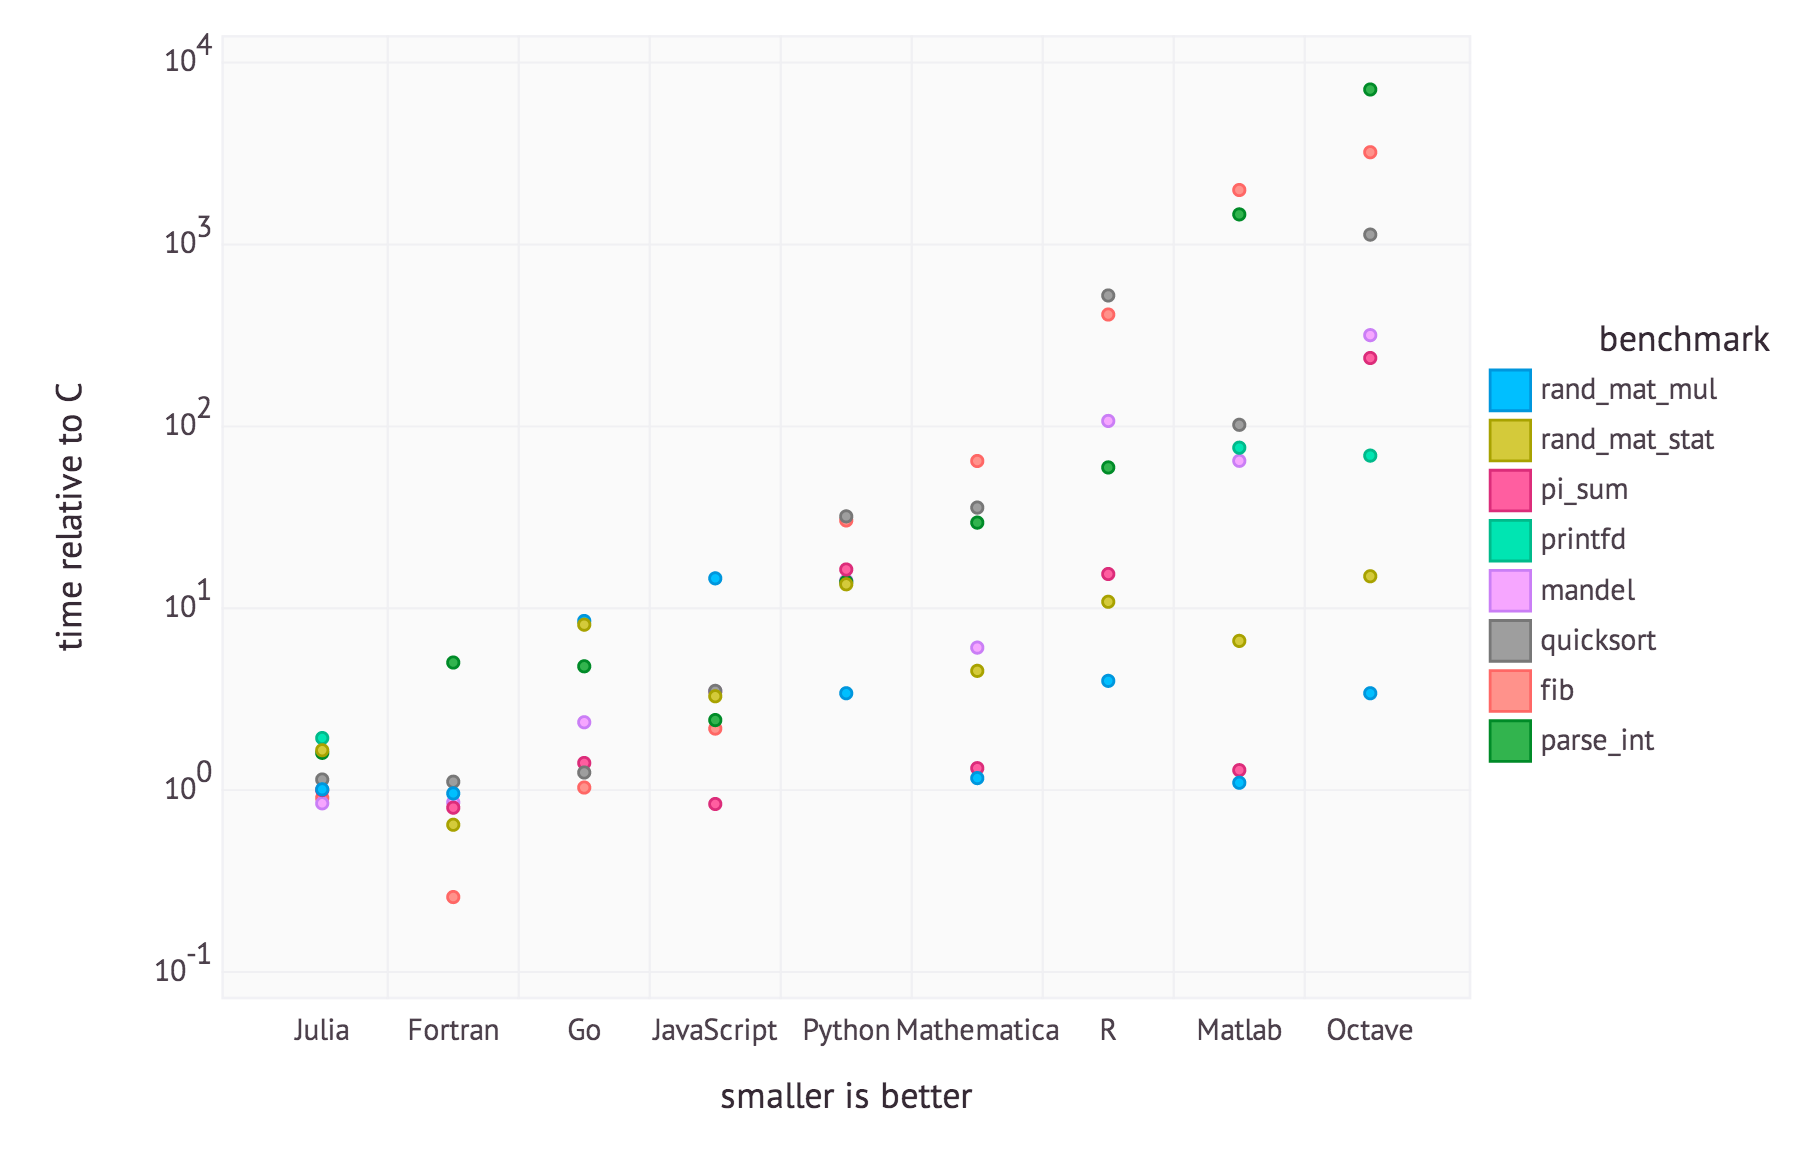 10^4
10^3
10^2
10^1
10^0
10^-1
time relative to C
Julia Fortran Go JavaScript Python Mathematica R Matlab Octave
smaller is better
benchmark
rand_mat_mul
rand_mat_stat
pi_sum
printfd
mandel
quicksort
fib
parse_int